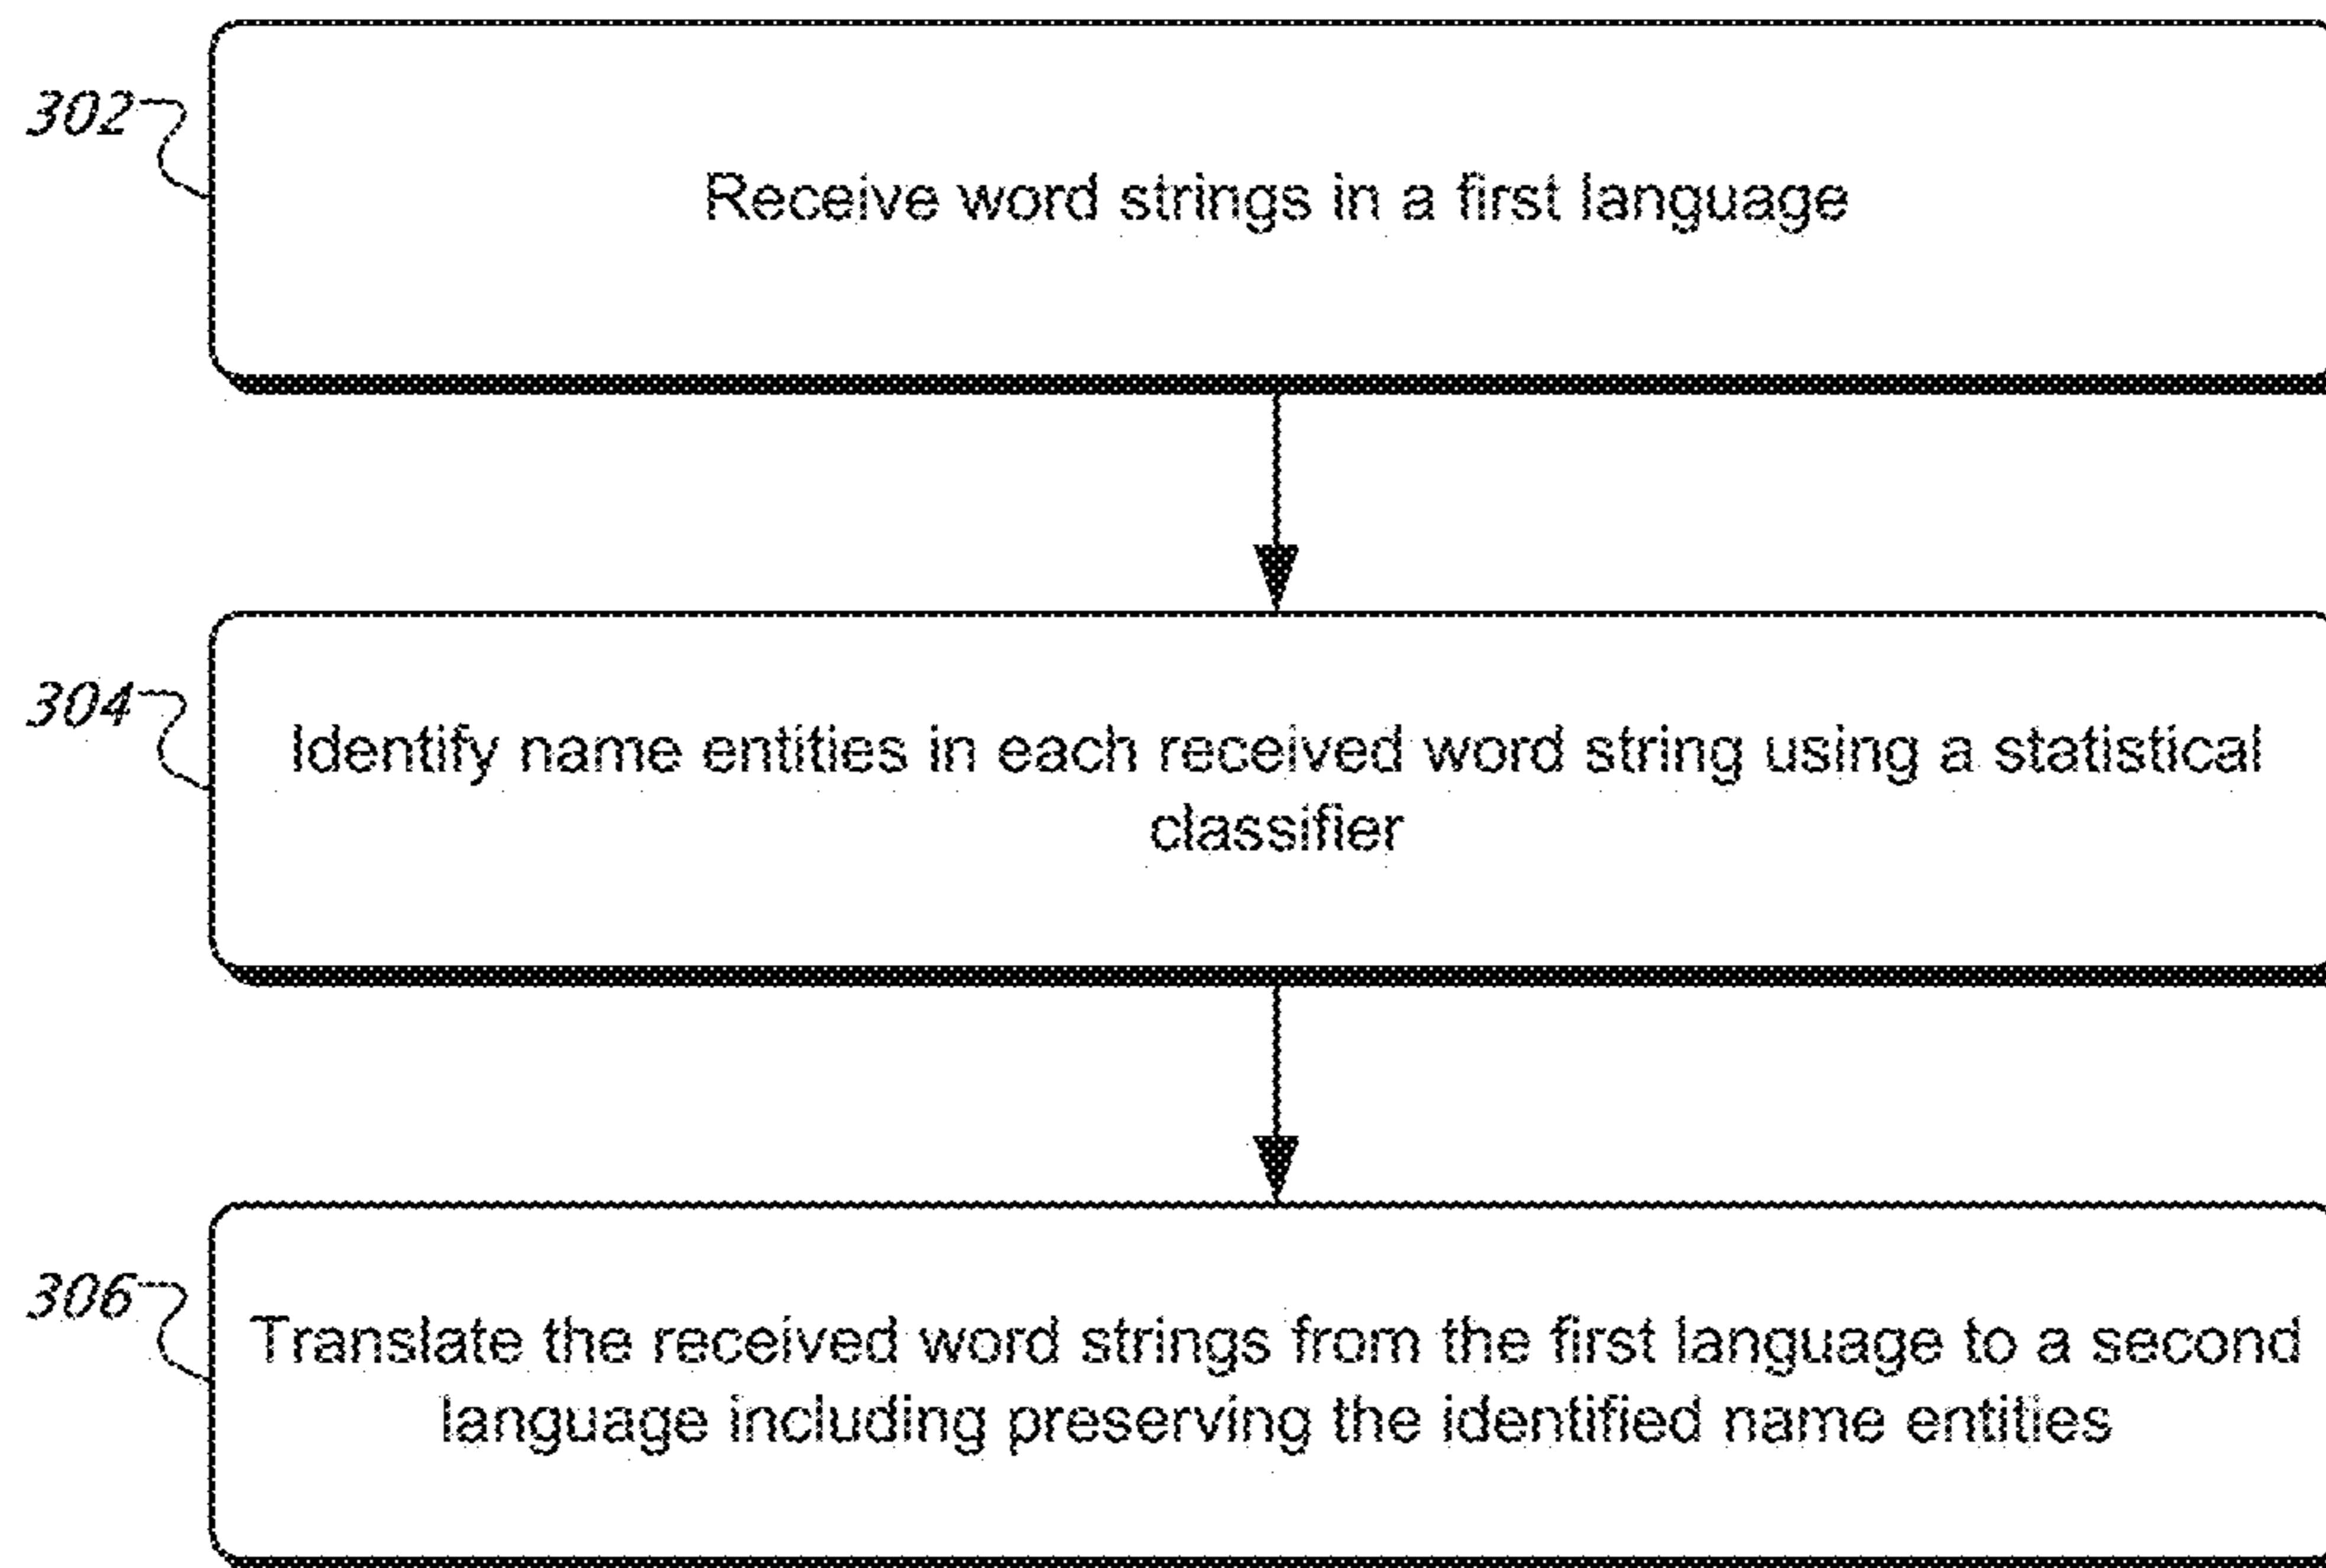 302
Receive word strings in a first language
304
Identify name entities in each received word string using a statistical
classifier
306
Translate the received word strings from the first language to a second
language including preserving the identified name entities